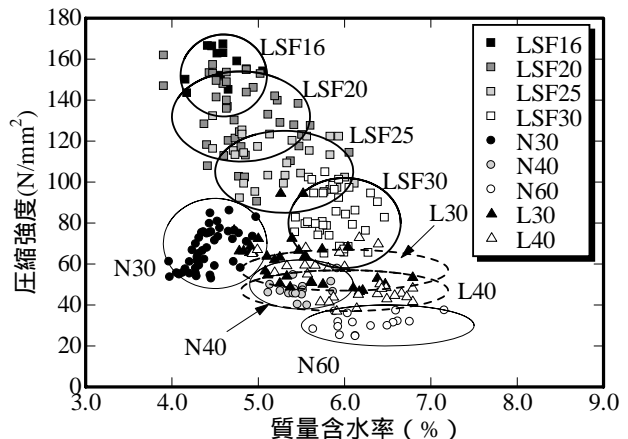 180
160
140
120
100
80
60
40
20
0
圧縮強度(N/mm²)
3.0
4.0
5.0
6.0
7.0
8.0
9.0
質量含水率（%）
LSF16
LSF20
LSF25
LSF30
N30
N40
N60
L30
L40
LSF16
LSF20
LSF25
LSF30
N30
N40
N60
L30
L40